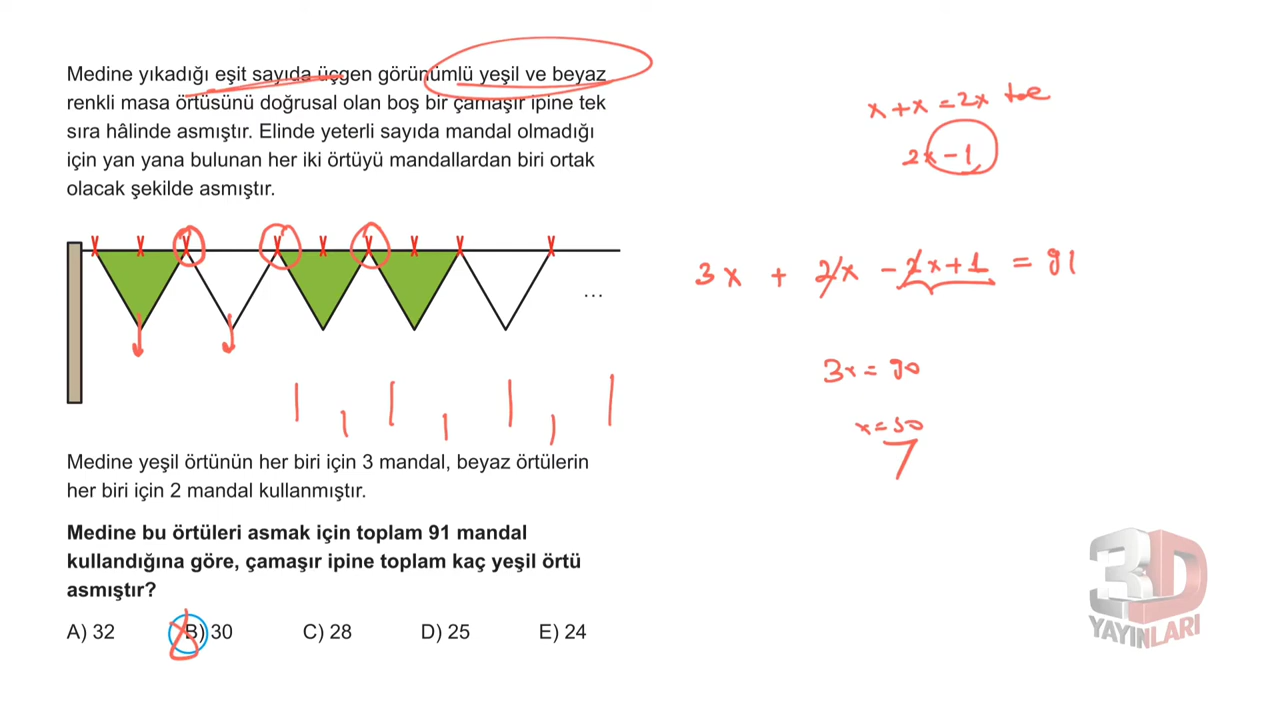 Medine yıkadığı eşit sayıda üçgen görünümlü yeşil ve beyaz
renkli masa örtüsünü doğrusal olan boş bir çamaşır ipine tek
sıra hâlinde asmıştır. Elinde yeterli sayıda mandal olmadığı
için yan yana bulunan her iki örtüyü mandallardan biri ortak
olacak şekilde asmıştır.
...
Medine yeşil örtünün her biri için 3 mandal, beyaz örtülerin
her biri için 2 mandal kullanmıştır.
Medine bu örtüleri asmak için toplam 91 mandal
kullandığına göre, çamaşır ipine toplam kaç yeşil örtü
asmıştır?
A) 32 B) 30 C) 28 D) 25 E) 24
x + x = 2x
2x - 1
3x + 2x - 2x + 1 = 91
3x = 90
x = 30
3D
YAYINLARI